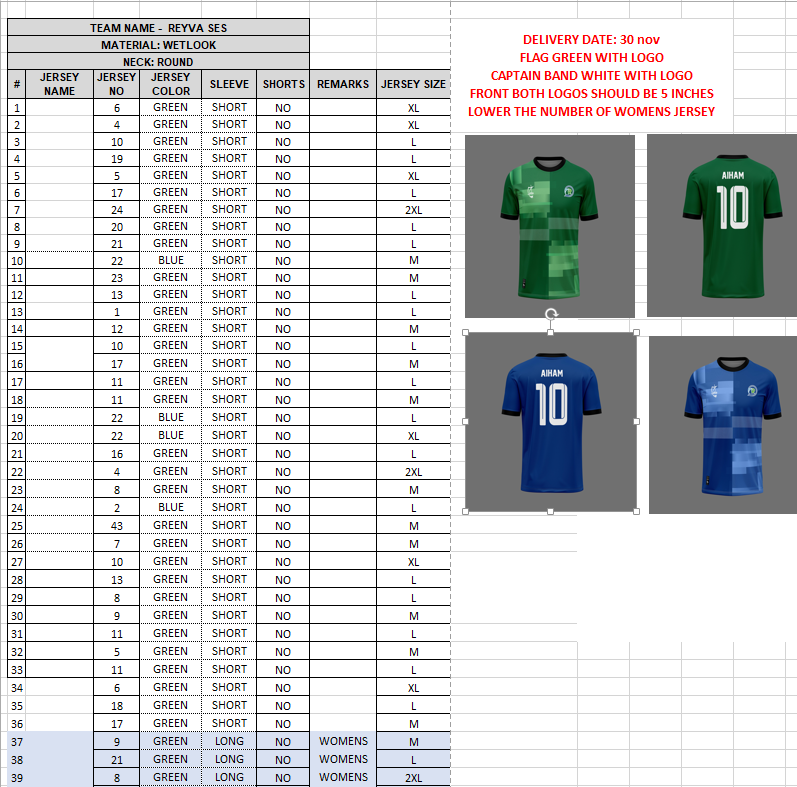 TEAM NAME - REYVA SES
MATERIAL: WETLOOK
NECK: ROUND
# JERSEY NAME JERSEY NO JERSEY COLOR SLEEVE SHORTS REMARKS JERSEY SIZE
1 6 GREEN SHORT NO XL
2 4 GREEN SHORT NO XL
3 10 GREEN SHORT NO L
4 19 GREEN SHORT NO L
5 5 GREEN SHORT NO XL
6 17 GREEN SHORT NO L
7 24 GREEN SHORT NO 2XL
8 20 GREEN SHORT NO L
9 21 GREEN SHORT NO L
10 22 BLUE SHORT NO M
11 23 GREEN SHORT NO M
12 13 GREEN SHORT NO L
13 1 GREEN SHORT NO L
14 12 GREEN SHORT NO M
15 10 GREEN SHORT NO L
16 17 GREEN SHORT NO M
17 11 GREEN SHORT NO L
18 11 GREEN SHORT NO M
19 22 BLUE SHORT NO L
20 22 BLUE SHORT NO XL
21 16 GREEN SHORT NO L
22 4 GREEN SHORT NO 2XL
23 8 GREEN SHORT NO M
24 2 BLUE SHORT NO L
25 43 GREEN SHORT NO M
26 7 GREEN SHORT NO M
27 10 GREEN SHORT NO XL
28 13 GREEN SHORT NO L
29 8 GREEN SHORT NO L
30 9 GREEN SHORT NO M
31 11 GREEN SHORT NO L
32 5 GREEN SHORT NO M
33 11 GREEN SHORT NO L
34 6 GREEN SHORT NO XL
35 18 GREEN SHORT NO L
36 17 GREEN SHORT NO M
37 9 GREEN LONG NO WOMENS M
38 21 GREEN LONG NO WOMENS L
39 8 GREEN LONG NO WOMENS 2XL
DELIVERY DATE: 30 nov
FLAG GREEN WITH LOGO
CAPTAIN BAND WHITE WITH LOGO
FRONT BOTH LOGOS SHOULD BE 5 INCHES
LOWER THE NUMBER OF WOMENS JERSEY
AIHAM
10
AIHAM
10